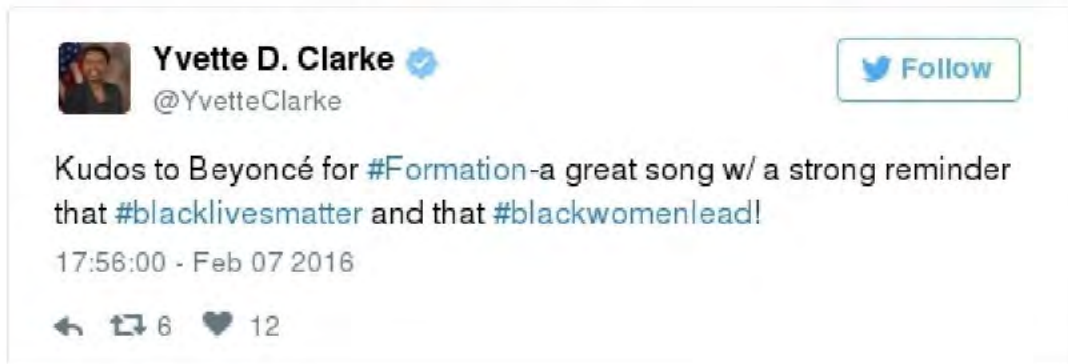 Yvette D. Clarke
@YvetteClarke
Follow
Kudos to Beyoncé for #Formation-a great song w/ a strong reminder
that #blacklivesmatter and that #blackwomenlead!
17:56:00 - Feb 07 2016
6 12